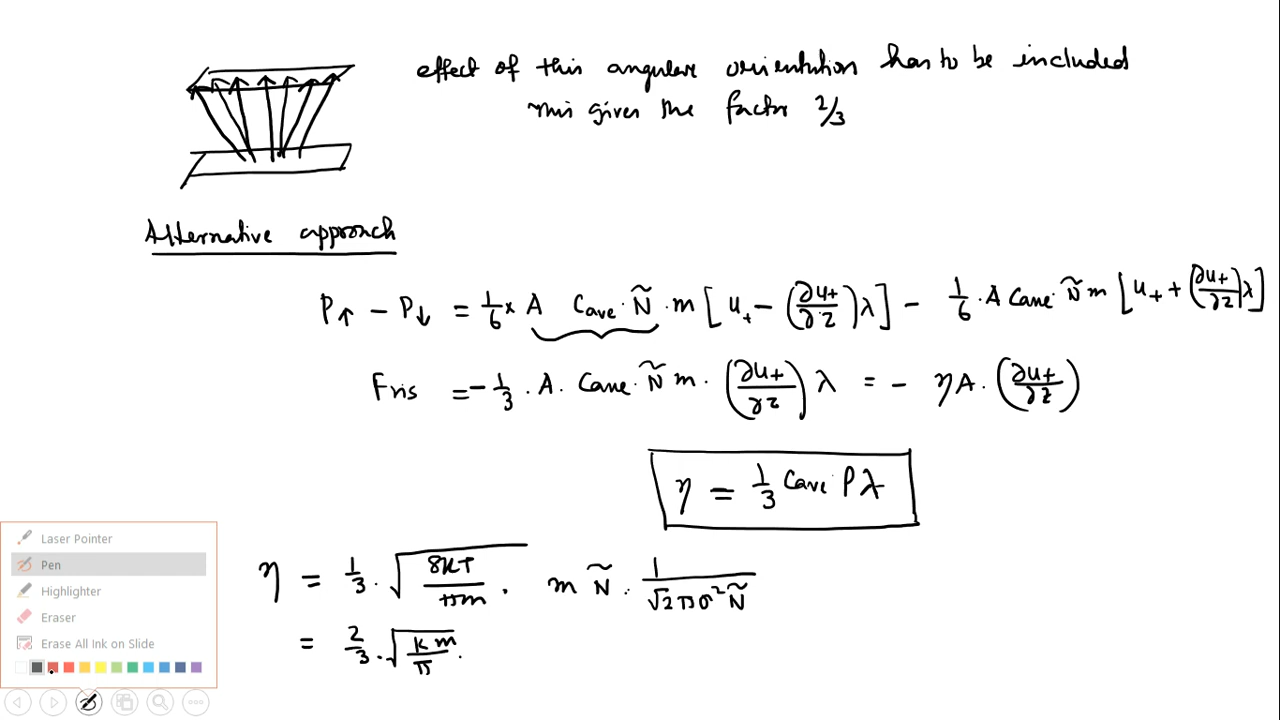 effect of this angular orientation has to be included
This gives the factor 2/3
Alternative approach
P↑ − P↓ = 1/6 × A Cave · Ñ · m [ u₊ − (∂u₊/∂z) λ ] − 1/6 · A Cave · Ñ m [ u₊ + (∂u₊/∂z) λ ]
Fvis = − 1/3 · A · Cave · Ñ m · (∂u₊/∂z) λ = − η A · (∂u₊/∂z)
η = 1/3 Cave ρ λ
η = 1/3 · √(8kT/πm) · m Ñ · 1/(√2 πσ² Ñ)
= 2/3 · √(km/π) ·
Laser Pointer
Pen
Highlighter
Eraser
Erase All Ink on Slide